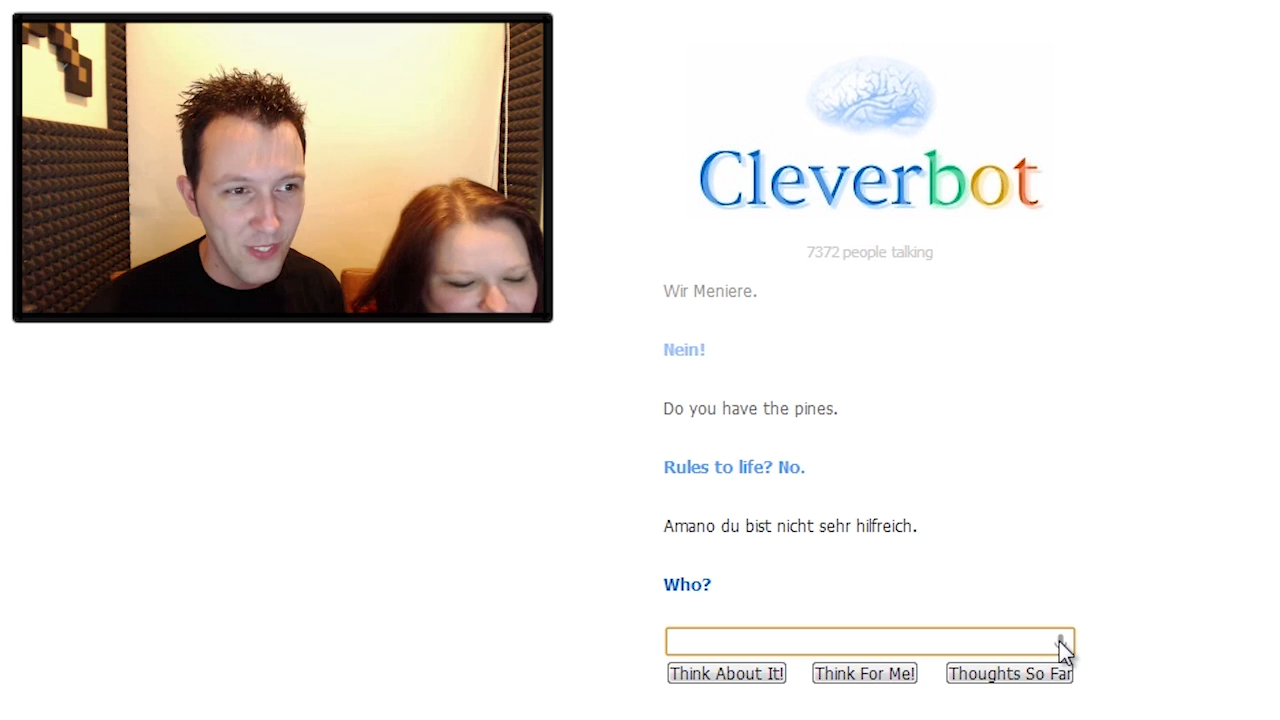 Cleverbot
7372 people talking
Wir Meniere.
Nein!
Do you have the pines.
Rules to life? No.
Amano du bist nicht sehr hilfreich.
Who?
Think About It! Think For Me! Thoughts So Far